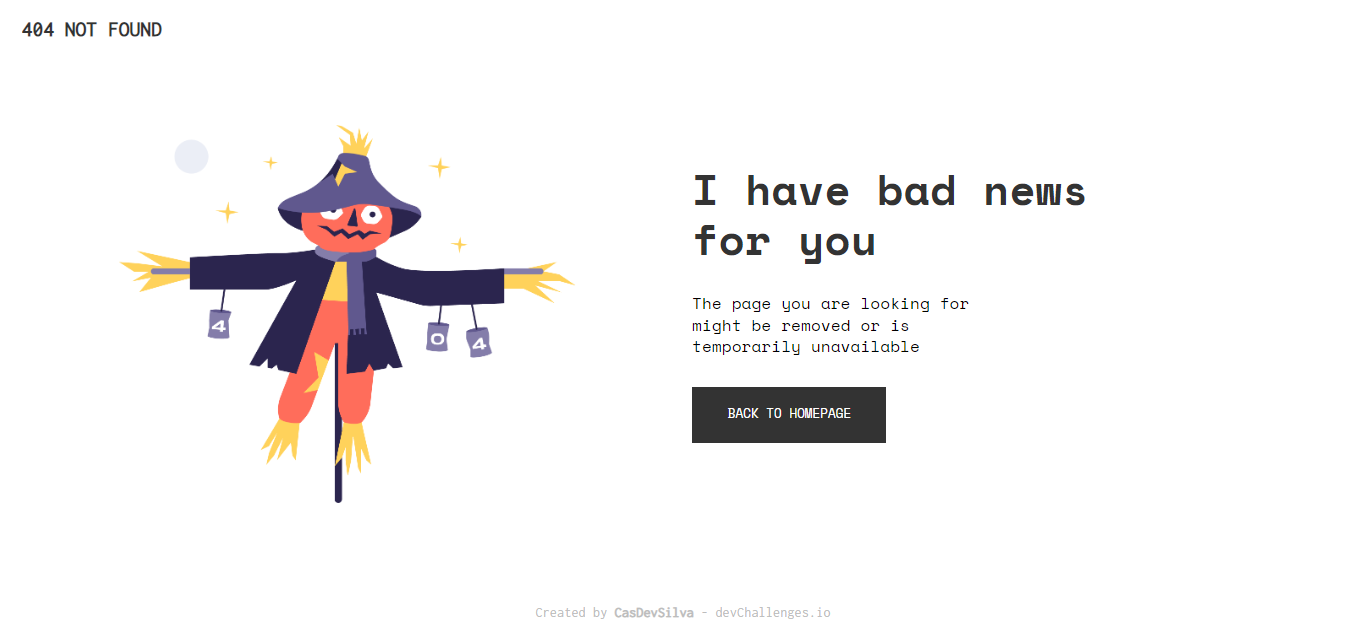 404 NOT FOUND
4
0
4
I have bad news
for you
The page you are looking for
might be removed or is
temporarily unavailable
BACK TO HOMEPAGE
Created by CasDevSilva - devChallenges.io